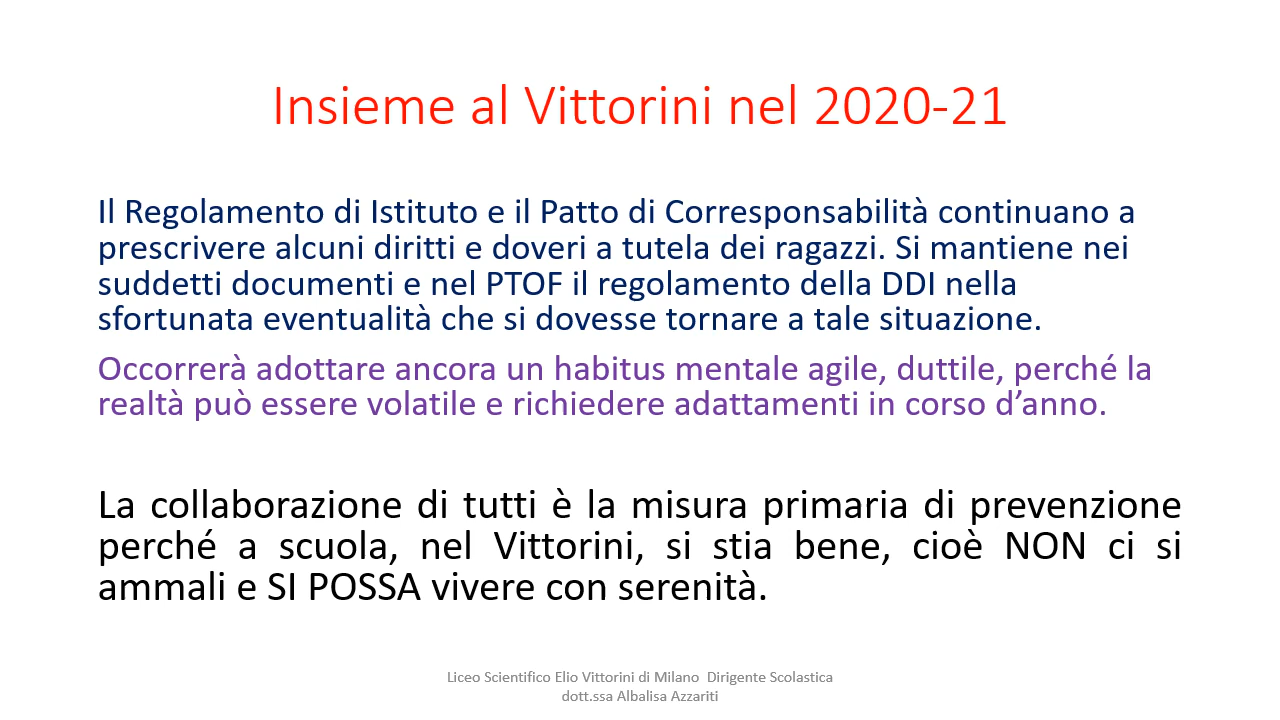 Insieme al Vittorini nel 2020-21
Il Regolamento di Istituto e il Patto di Corresponsabilità continuano a
prescrivere alcuni diritti e doveri a tutela dei ragazzi. Si mantiene nei
suddetti documenti e nel PTOF il regolamento della DDI nella
sfortunata eventualità che si dovesse tornare a tale situazione.
Occorrerà adottare ancora un habitus mentale agile, duttile, perché la
realtà può essere volatile e richiedere adattamenti in corso d’anno.
La collaborazione di tutti è la misura primaria di prevenzione
perché a scuola, nel Vittorini, si stia bene, cioè NON ci si
ammali e SI POSSA vivere con serenità.
Liceo Scientifico Elio Vittorini di Milano  Dirigente Scolastica
dott.ssa Albalisa Azzariti